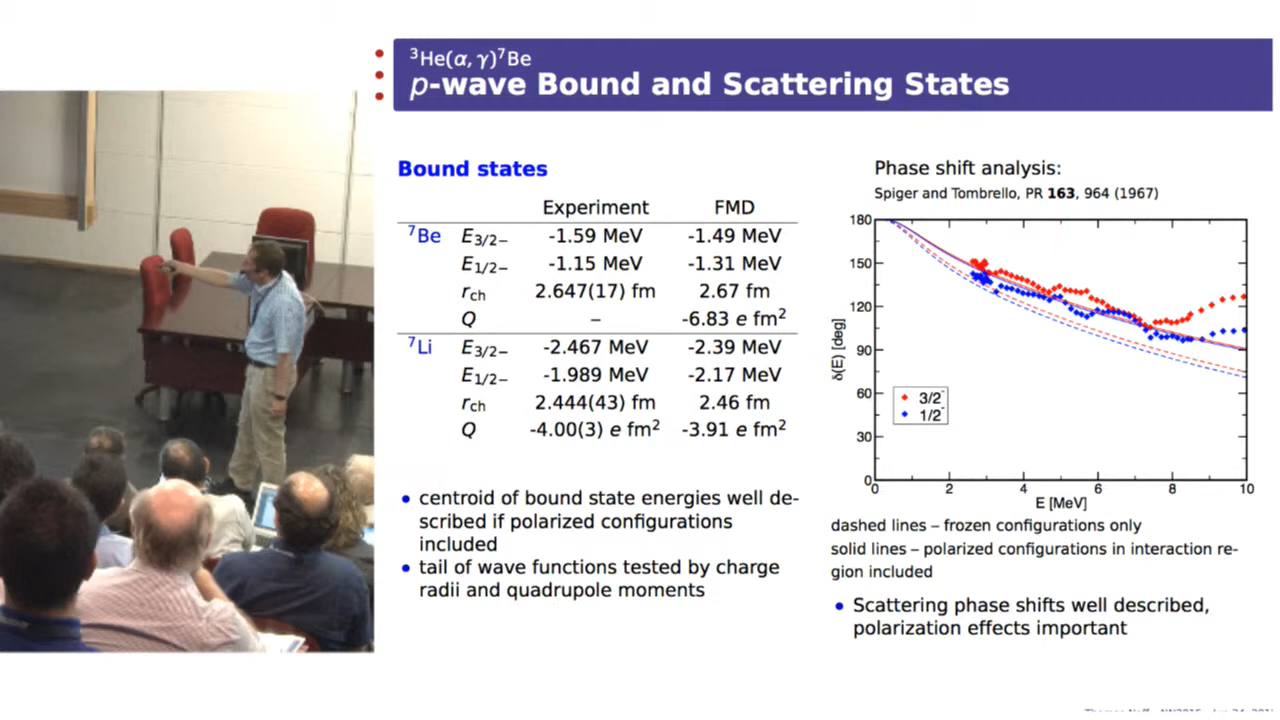 ³He(α, γ)⁷Be
p-wave Bound and Scattering States
Bound states
Experiment FMD
⁷Be E3/2− -1.59 MeV -1.49 MeV
E1/2− -1.15 MeV -1.31 MeV
rch 2.647(17) fm 2.67 fm
Q – -6.83 e fm²
⁷Li E3/2− -2.467 MeV -2.39 MeV
E1/2− -1.989 MeV -2.17 MeV
rch 2.444(43) fm 2.46 fm
Q -4.00(3) e fm² -3.91 e fm²
• centroid of bound state energies well de-
scribed if polarized configurations
included
• tail of wave functions tested by charge
radii and quadrupole moments
Phase shift analysis:
Spiger and Tombrello, PR 163, 964 (1967)
180
150
120
90
60
30
0
δ(E) [deg]
3/2⁻
1/2⁻
0 2 4 6 8 10
E [MeV]
dashed lines – frozen configurations only
solid lines – polarized configurations in interaction re-
gion included
• Scattering phase shifts well described,
polarization effects important